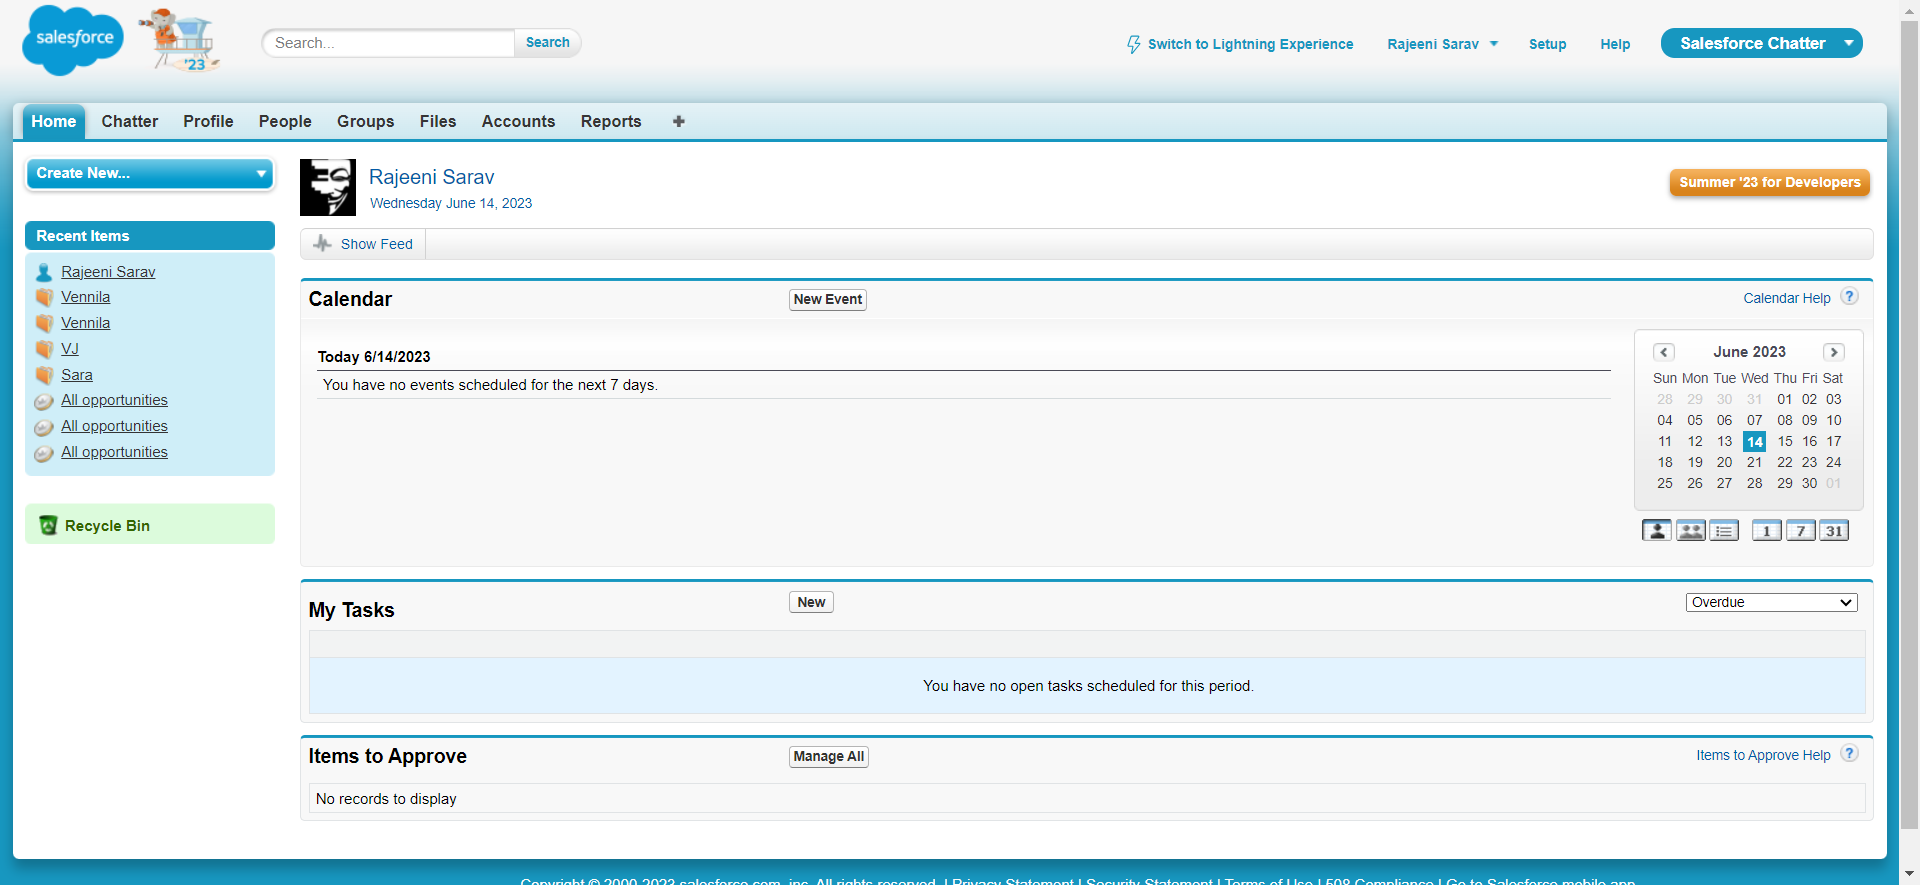 salesforce
'23
Search...
Search
Switch to Lightning Experience
Rajeeni Sarav
Setup
Help
Salesforce Chatter
Home
Chatter
Profile
People
Groups
Files
Accounts
Reports
Create New...
Recent Items
Rajeeni Sarav
Vennila
Vennila
VJ
Sara
All opportunities
All opportunities
All opportunities
Recycle Bin
Rajeeni Sarav
Wednesday June 14, 2023
Summer '23 for Developers
Show Feed
Calendar
New Event
Calendar Help ?
Today 6/14/2023
You have no events scheduled for the next 7 days.
June 2023
Sun Mon Tue Wed Thu Fri Sat
28 29 30 31 01 02 03
04 05 06 07 08 09 10
11 12 13 14 15 16 17
18 19 20 21 22 23 24
25 26 27 28 29 30 01
1 7 31
My Tasks
New
Overdue
You have no open tasks scheduled for this period.
Items to Approve
Manage All
Items to Approve Help ?
No records to display
Copyright © 2000-2023 salesforce.com, inc. All rights reserved. | Privacy Statement | Security Statement | Terms of Use | 508 Compliance | Go to Salesforce mobile app